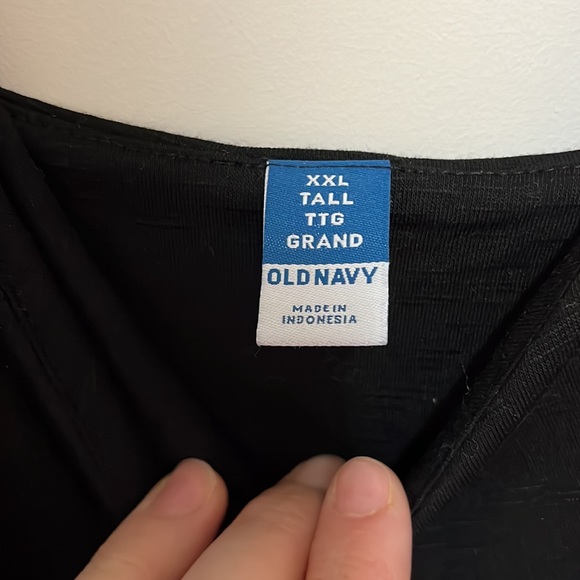 XXL
TALL
TTG
GRAND
OLD NAVY
MADE IN
INDONESIA